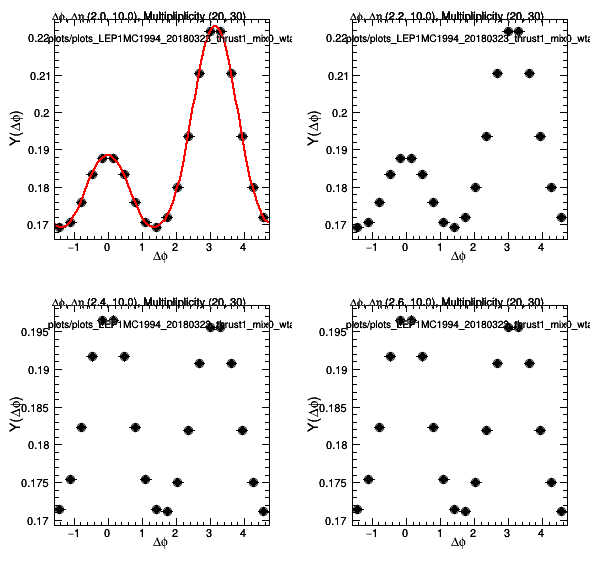 Δϕ, Δη (2.0, 10.0), Multipliplicity (20, 30)
plots/plots_LEP1MC1994_20180323_thrust1_mix0_wta
Y(Δϕ)
0.22
0.21
0.2
0.19
0.18
0.17
−1 0 1 2 3 4
Δϕ
Δϕ, Δη (2.2, 10.0), Multipliplicity (20, 30)
plots/plots_LEP1MC1994_20180323_thrust1_mix0_wta
Y(Δϕ)
0.22
0.21
0.2
0.19
0.18
0.17
−1 0 1 2 3 4
Δϕ
Δϕ, Δη (2.4, 10.0), Multipliplicity (20, 30)
plots/plots_LEP1MC1994_20180323_thrust1_mix0_wta
Y(Δϕ)
0.195
0.19
0.185
0.18
0.175
0.17
−1 0 1 2 3 4
Δϕ
Δϕ, Δη (2.6, 10.0), Multipliplicity (20, 30)
plots/plots_LEP1MC1994_20180323_thrust1_mix0_wta
Y(Δϕ)
0.195
0.19
0.185
0.18
0.175
0.17
−1 0 1 2 3 4
Δϕ